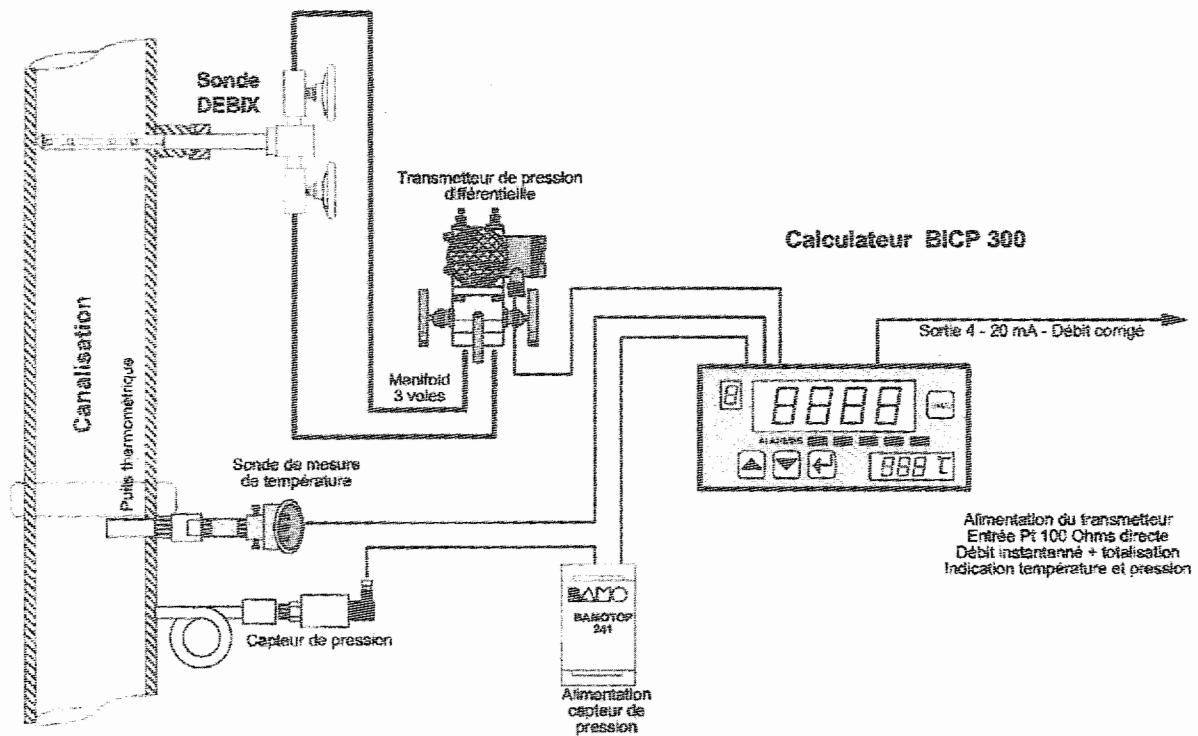 Sonde
DEBIX
Transmetteur de pression
différentielle
Calculateur BICP 300
Sortie 4 - 20 mA - Débit corrigé
Canalisation
Puits thermométrique
Manifold
3 voies
8
8888
ALARMS
888 °C
Sonde de mesure
de température
Alimentation du transmetteur
Entrée Pt 100 Ohms directe
Débit instantanné + totalisation
Indication température et pression
BAMO
BAMOTOP
241
Capteur de pression
Alimentation
capteur de
pression